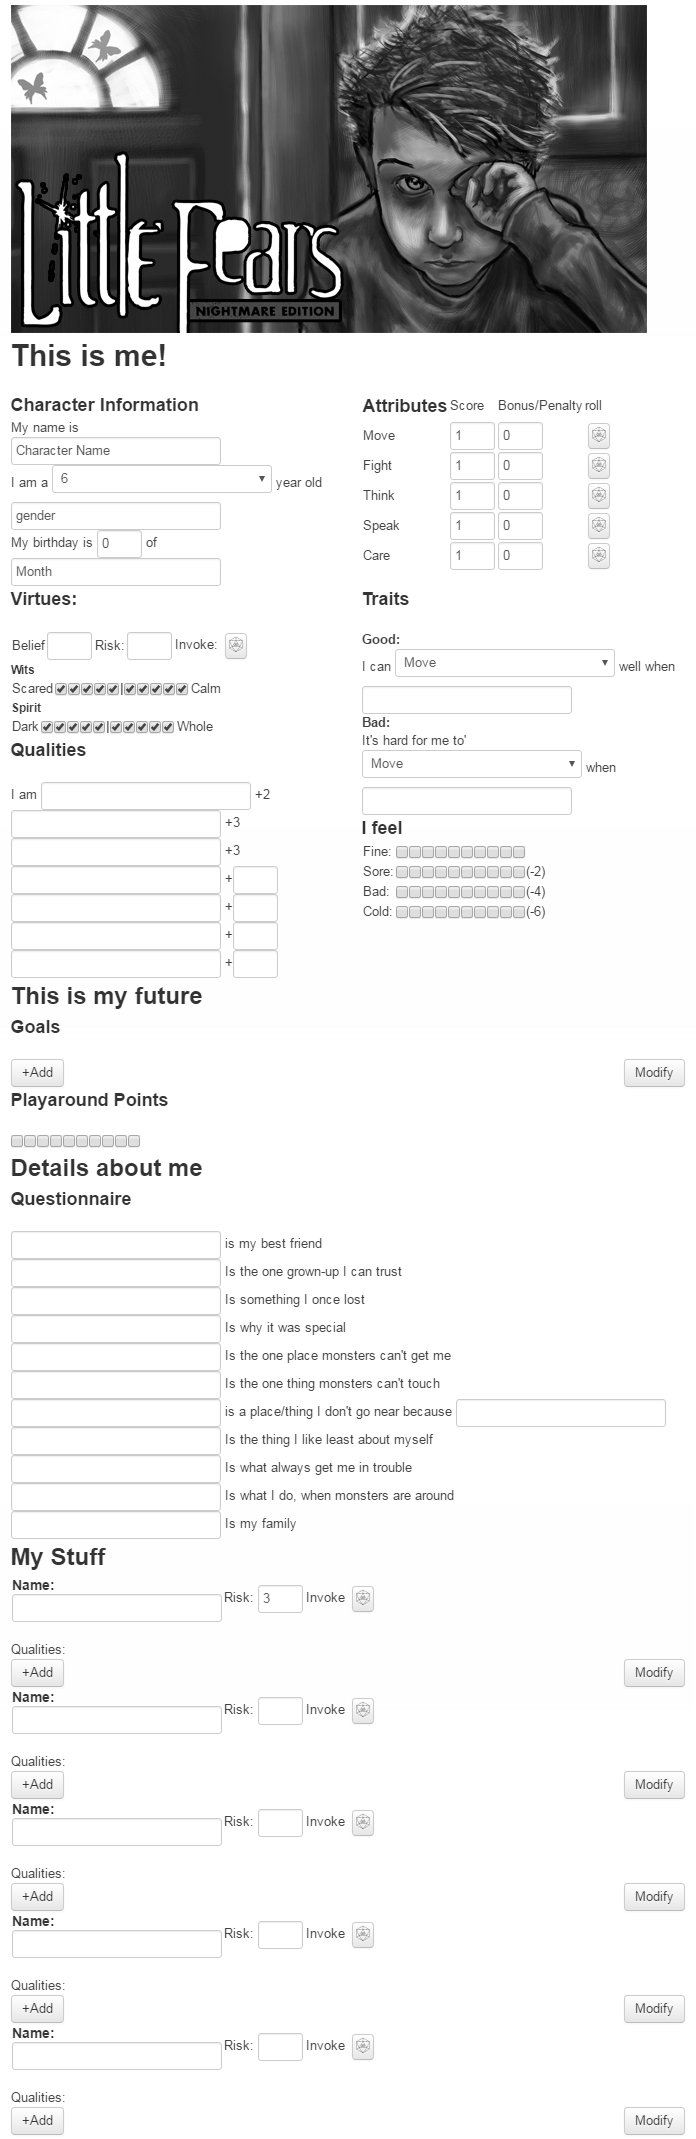 Little Fears
NIGHTMARE EDITION
This is me!
Character Information
My name is
Character Name
I am a 6 year old
gender
My birthday is 0 of
Month
Attributes Score Bonus/Penalty roll
Move 1 0
Fight 1 0
Think 1 0
Speak 1 0
Care 1 0
Virtues:
Belief Risk: Invoke:
Wits
Scared | Calm
Spirit
Dark | Whole
Traits
Good:
I can Move well when
Bad:
It's hard for me to'
Move when
Qualities
I am +2
+3
+3
+
+
+
+
I feel
Fine:
Sore: (-2)
Bad: (-4)
Cold: (-6)
This is my future
Goals
+Add Modify
Playaround Points
Details about me
Questionnaire
is my best friend
Is the one grown-up I can trust
Is something I once lost
Is why it was special
Is the one place monsters can't get me
Is the one thing monsters can't touch
is a place/thing I don't go near because
Is the thing I like least about myself
Is what always get me in trouble
Is what I do, when monsters are around
Is my family
My Stuff
Name:
Risk: 3 Invoke
Qualities:
+Add Modify
Name:
Risk: Invoke
Qualities:
+Add Modify
Name:
Risk: Invoke
Qualities:
+Add Modify
Name:
Risk: Invoke
Qualities:
+Add Modify
Name:
Risk: Invoke
Qualities:
+Add Modify